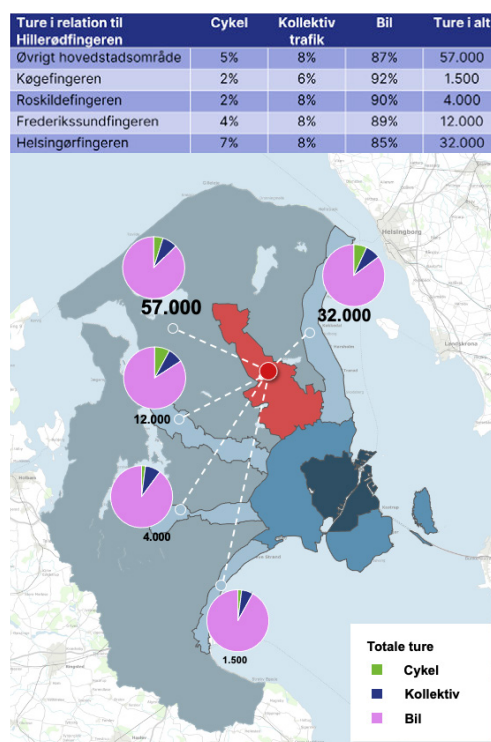 Ture i relation til Hillerødfingeren Cykel Kollektiv trafik Bil Ture i alt
Øvrigt hovedstadsområde 5% 8% 87% 57.000
Køgefingeren 2% 6% 92% 1.500
Roskildefingeren 2% 8% 90% 4.000
Frederikssundfingeren 4% 8% 89% 12.000
Helsingørfingeren 7% 8% 85% 32.000
Helsingborg
57.000
32.000
Landskrona
12.000
4.000
1.500
Totale ture
Cykel
Kollektiv
Bil